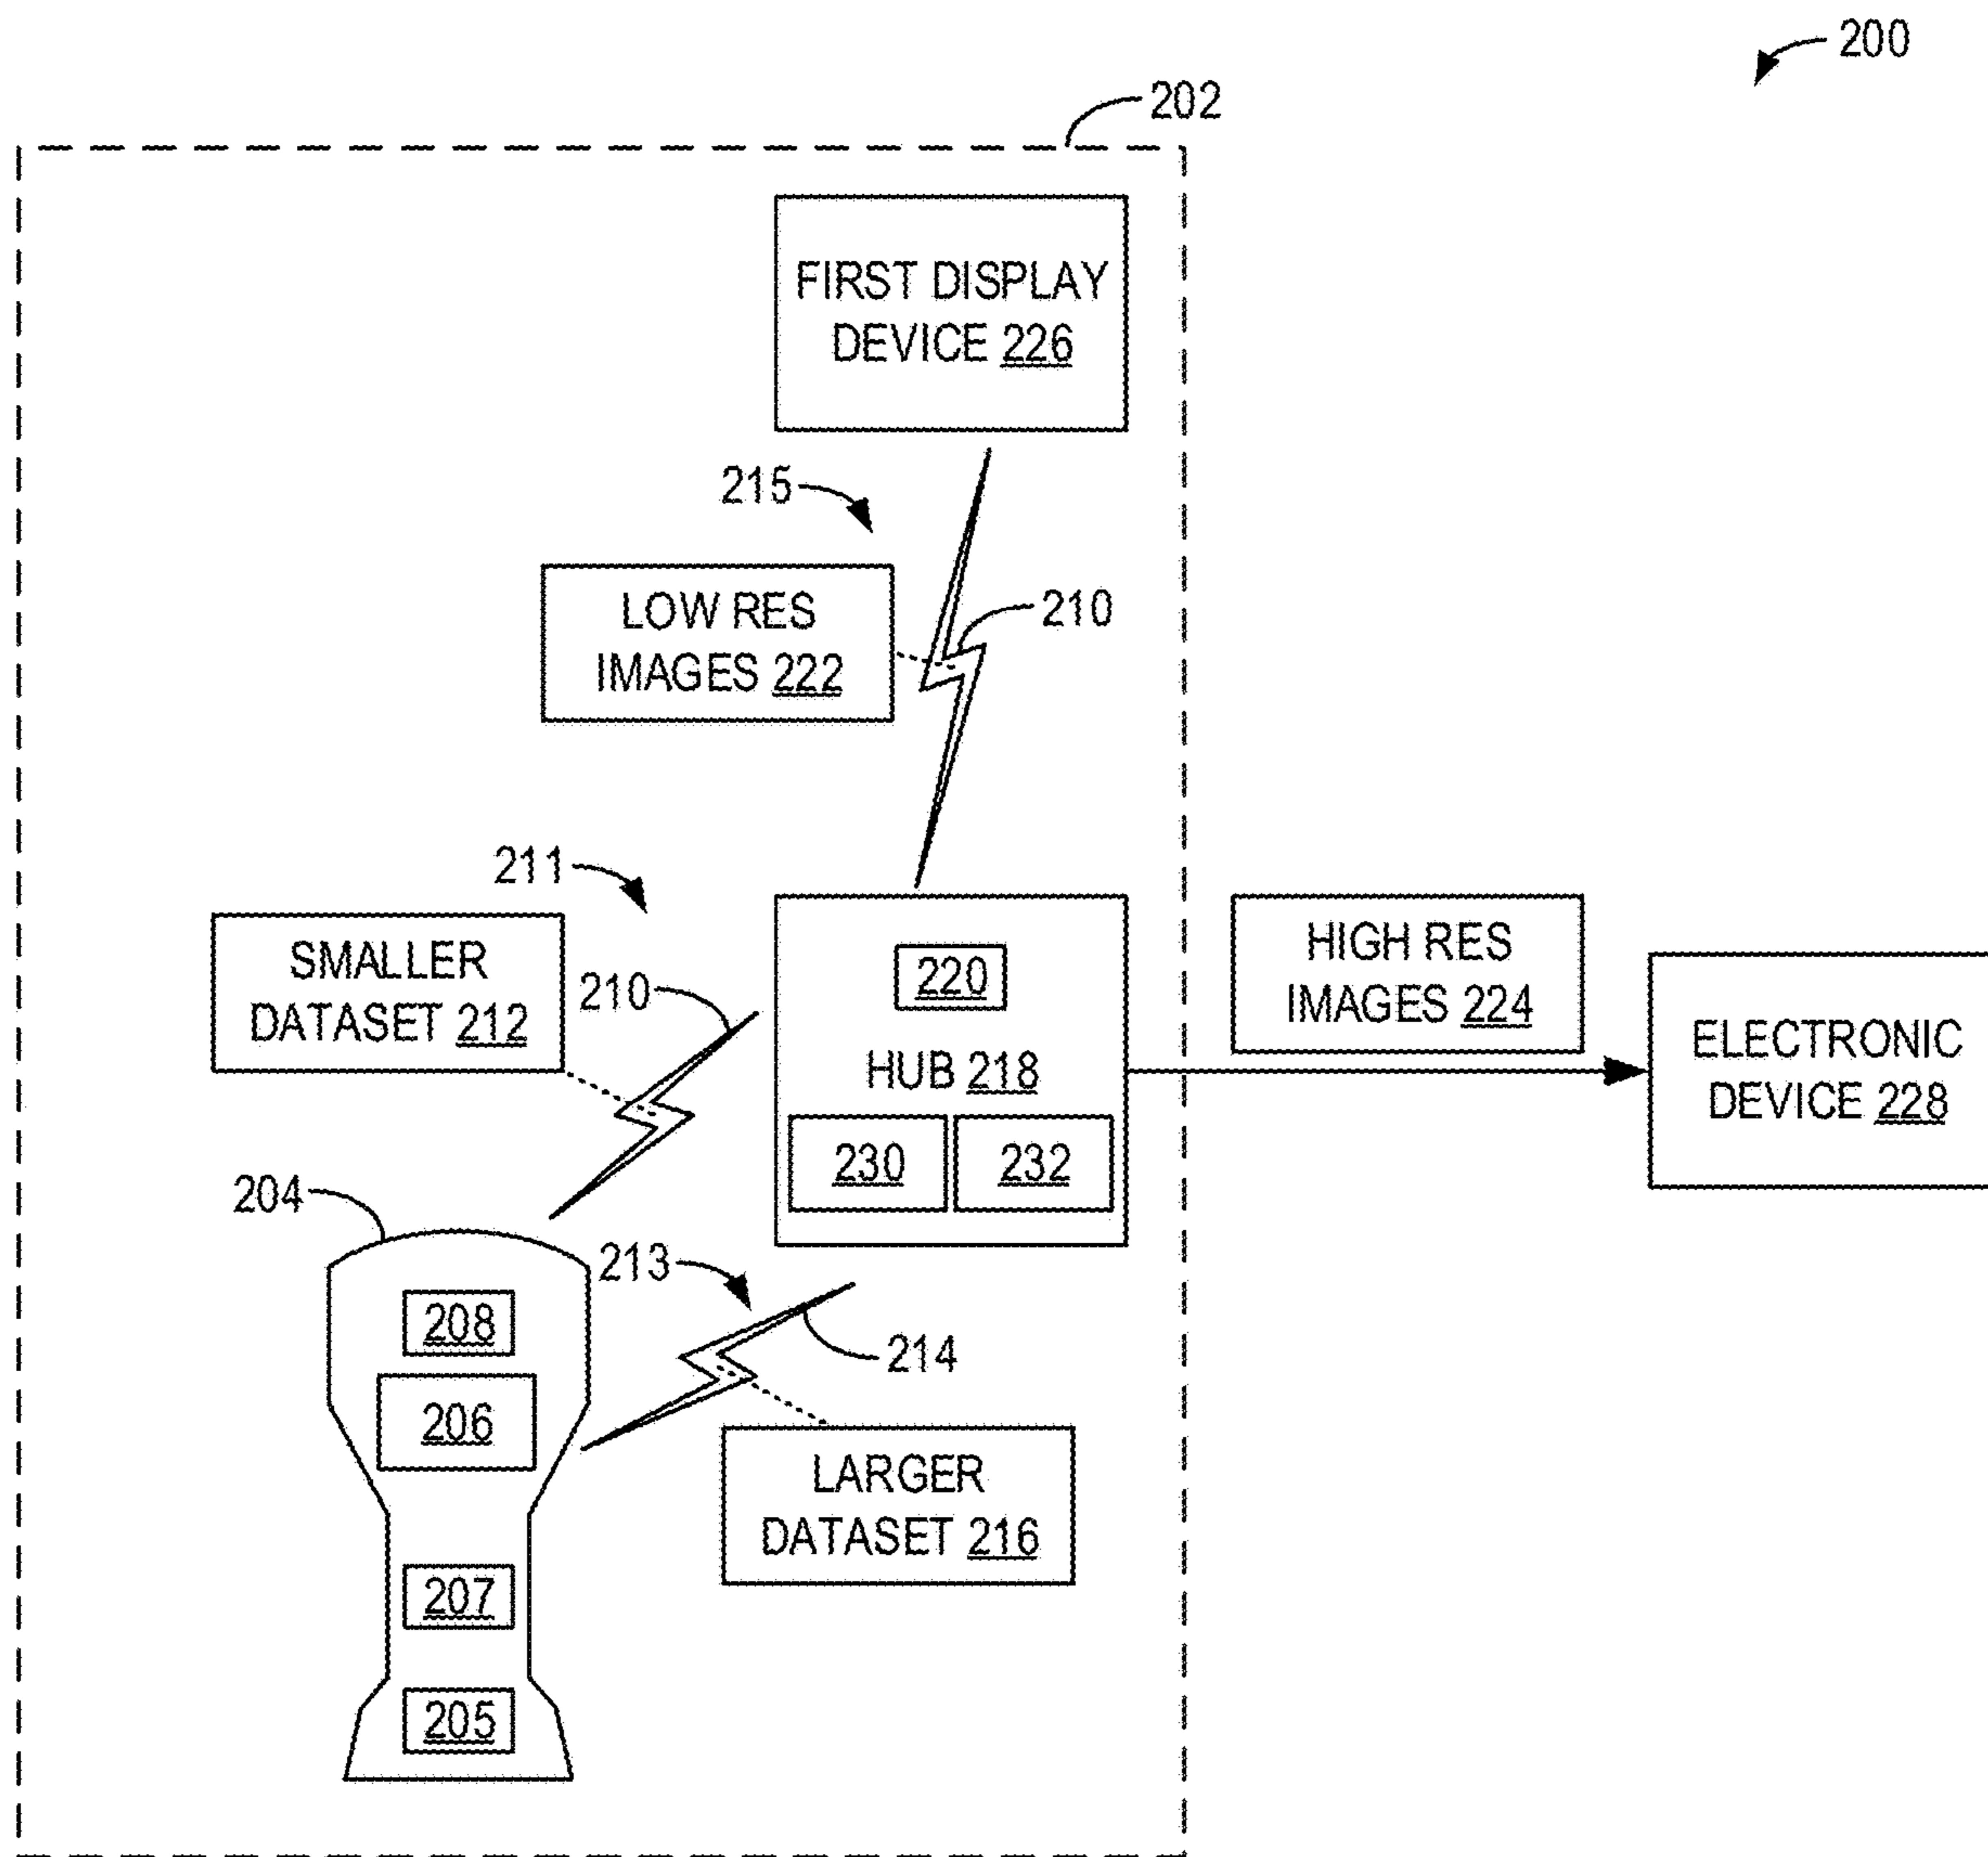 200
202
FIRST DISPLAY
DEVICE 226
215
LOW RES
IMAGES 222
210
211
SMALLER
DATASET 212
210
220
HUB 218
230 232
HIGH RES
IMAGES 224
ELECTRONIC
DEVICE 228
204
213
214
208
206
LARGER
DATASET 216
207
205